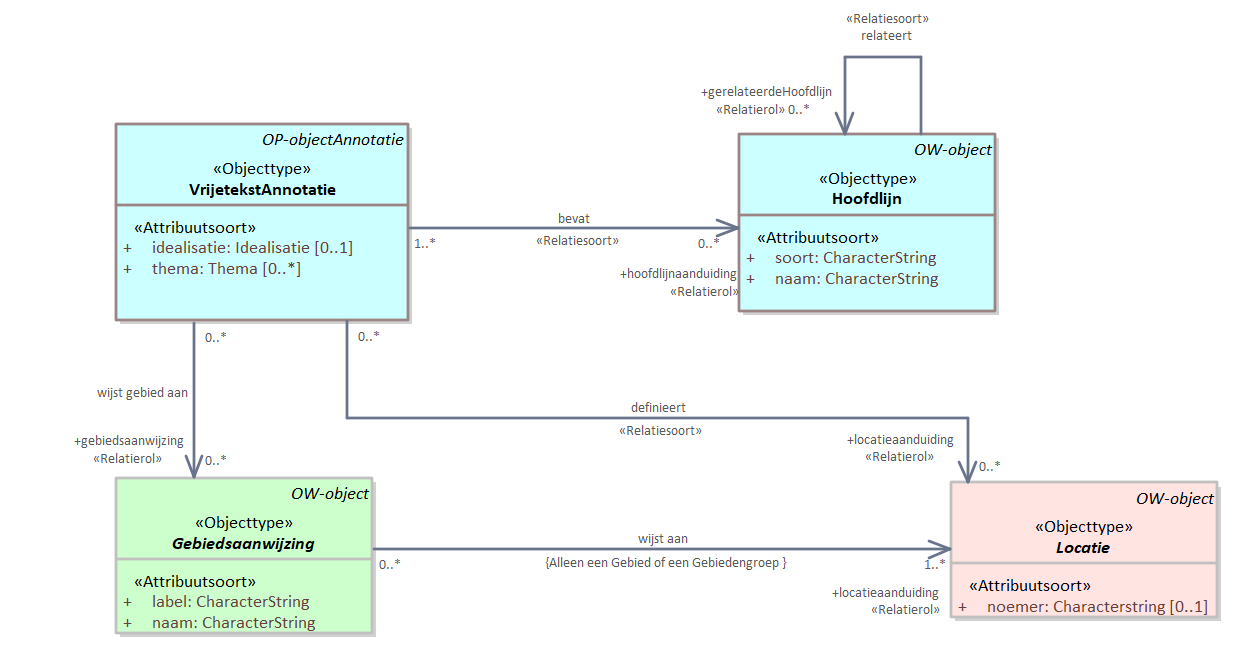 «Relatiesoort»
relateert
+gerelateerdeHoofdlijn
«Relatierol» 0..*
OP-objectAnnotatie
«Objecttype»
VrijetekstAnnotatie
«Attribuutsoort»
+ idealisatie: Idealisatie [0..1]
+ thema: Thema [0..*]
OW-object
«Objecttype»
Hoofdlijn
«Attribuutsoort»
+ soort: CharacterString
+ naam: CharacterString
bevat
1..*
«Relatiesoort»
0..*
+hoofdlijnaanduiding
«Relatierol»
0..*
0..*
wijst gebied aan
+gebiedsaanwijzing
«Relatierol»
0..*
definieert
«Relatiesoort»
+locatieaanduiding
«Relatierol»
0..*
OW-object
«Objecttype»
Gebiedsaanwijzing
«Attribuutsoort»
+ label: CharacterString
+ naam: CharacterString
wijst aan
0..*
{Alleen een Gebied of een Gebiedengroep }
1..*
+locatieaanduiding
«Relatierol»
OW-object
«Objecttype»
Locatie
«Attribuutsoort»
+ noemer: Characterstring [0..1]